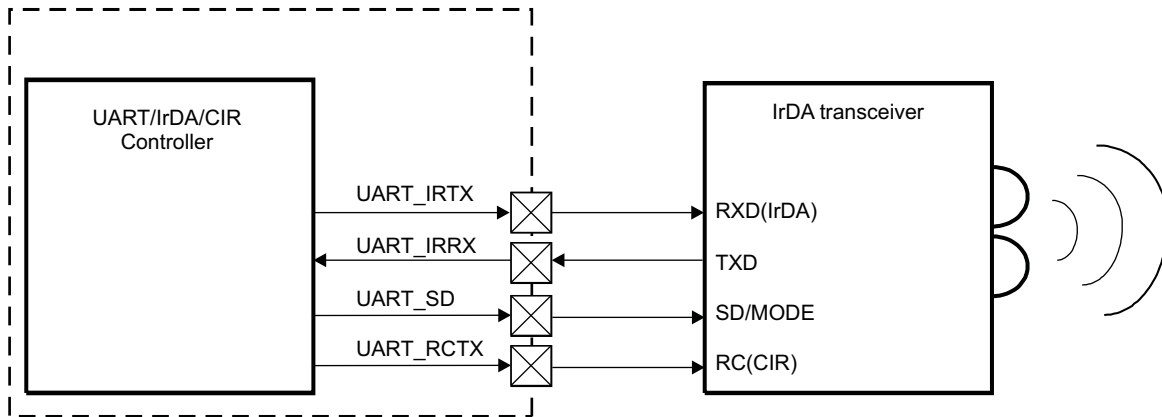 UART/IrDA/CIR
Controller
IrDA transceiver
UART_IRTX
RXD(IrDA)
UART_IRRX
TXD
UART_SD
SD/MODE
UART_RCTX
RC(CIR)